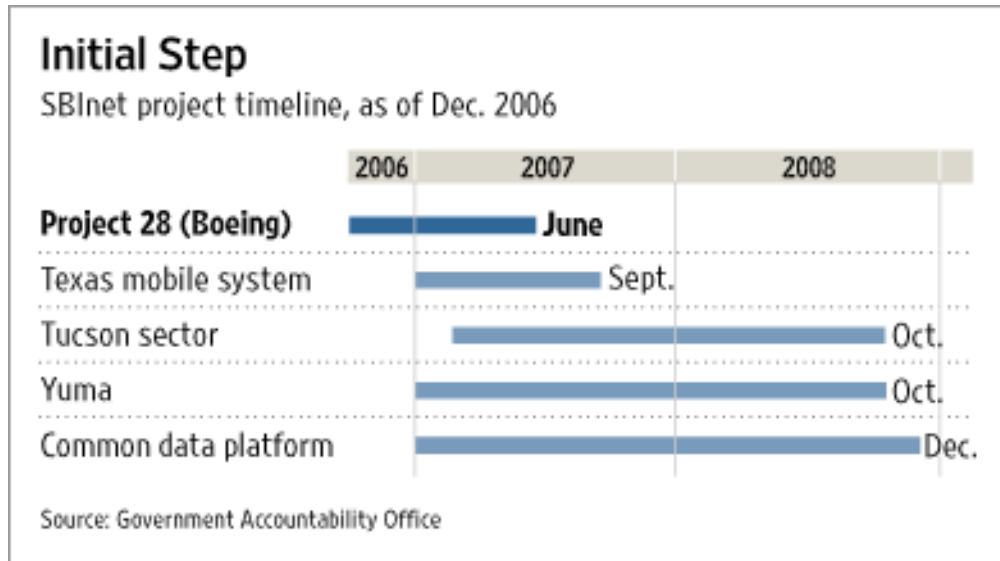 Initial Step
SBInet project timeline, as of Dec. 2006
2006 2007 2008
Project 28 (Boeing) June
Texas mobile system Sept.
Tucson sector Oct.
Yuma Oct.
Common data platform Dec.
Source: Government Accountability Office